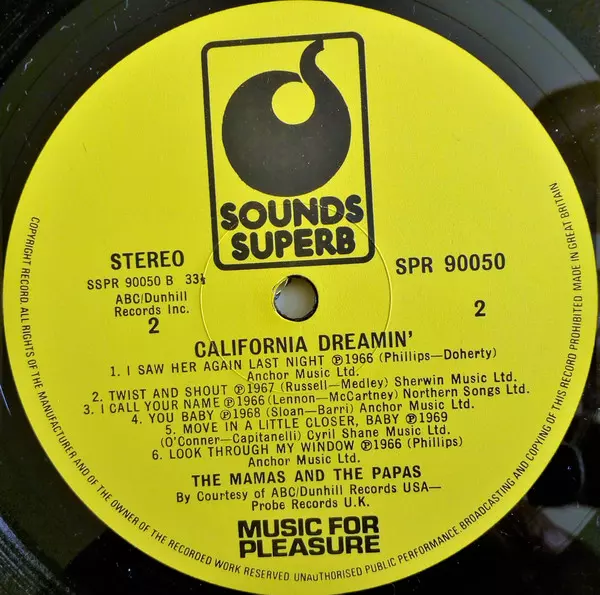 SOUNDS
SUPERB
STEREO
SSPR 90050 B 33⅓
ABC/Dunhill
Records Inc.
2
SPR 90050
2
CALIFORNIA DREAMIN'
1. I SAW HER AGAIN LAST NIGHT ℗1966 (Phillips—Doherty)
Anchor Music Ltd.
2. TWIST AND SHOUT ℗1967 (Russell—Medley) Sherwin Music Ltd.
3. I CALL YOUR NAME ℗1966 (Lennon—McCartney) Northern Songs Ltd.
4. YOU BABY ℗1968 (Sloan—Barri) Anchor Music Ltd.
5. MOVE IN A LITTLE CLOSER, BABY ℗1969
(O'Conner—Capitanelli) Cyril Shane Music Ltd.
6. LOOK THROUGH MY WINDOW ℗1966 (Phillips)
Anchor Music Ltd.
THE MAMAS AND THE PAPAS
By Courtesy of ABC/Dunhill Records USA—
Probe Records U.K.
MUSIC FOR
PLEASURE
COPYRIGHT RECORD. ALL RIGHTS OF THE MANUFACTURER AND OF THE OWNER OF THE RECORDED WORK RESERVED. UNAUTHORISED PUBLIC PERFORMANCE BROADCASTING AND COPYING OF THIS RECORD PROHIBITED MADE IN GREAT BRITAIN